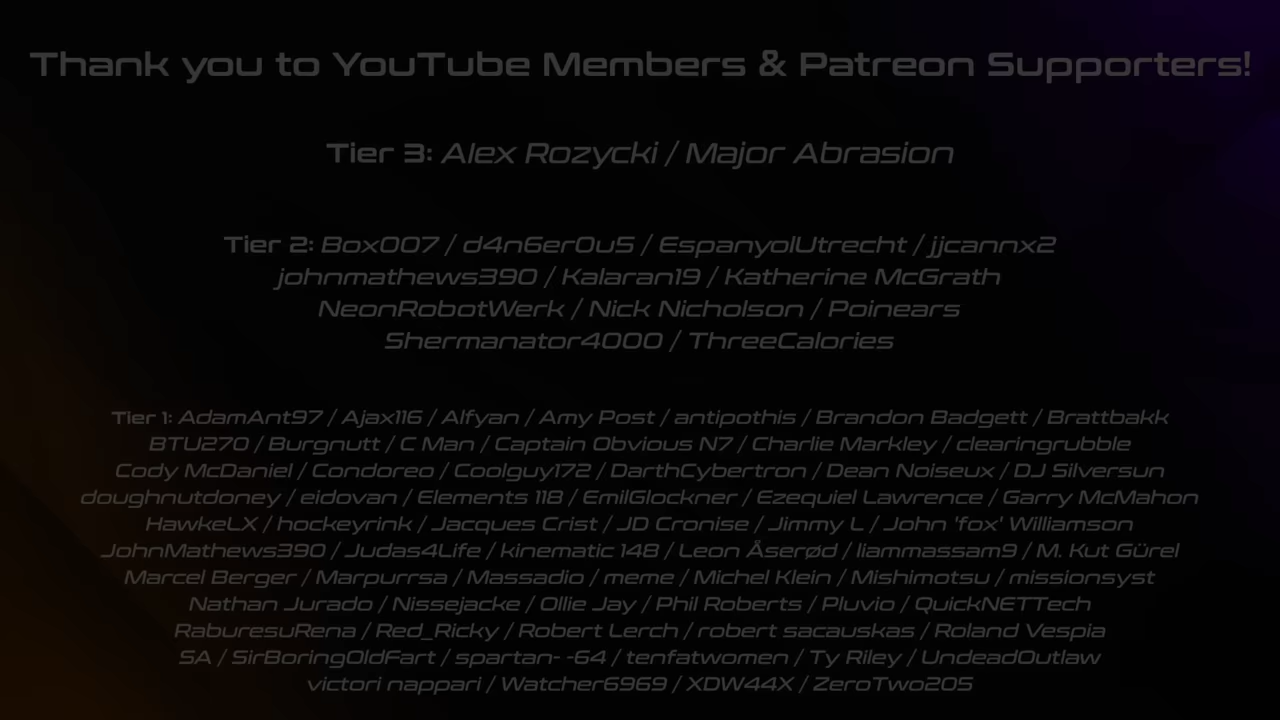 Thank you to YouTube Members & Patreon Supporters!
Tier 3: Alex Rozycki / Major Abrasion
Tier 2: Box007 / d4n6er0u5 / EspanyolUtrecht / jjcannx2
johnmathews390 / Kalaran19 / Katherine McGrath
NeonRobotWerk / Nick Nicholson / Poinears
Shermanator4000 / ThreeCalories
Tier 1: AdamAnt97 / Ajax116 / Alfyan / Amy Post / antipothis / Brandon Badgett / Brattbakk
BTU270 / Burgnutt / C Man / Captain Obvious N7 / Charlie Markley / clearingrubble
Cody McDaniel / Condoreo / Coolguy172 / DarthCybertron / Dean Noiseux / DJ Silversun
doughnutdoney / eidovan / Elements 118 / EmilGlockner / Ezequiel Lawrence / Garry McMahon
HawkeLX / hockeyrink / Jacques Crist / JD Cronise / Jimmy L / John 'fox' Williamson
JohnMathews390 / Judas4Life / kinematic 148 / Leon Åserød / liammassam9 / M. Kut Gürel
Marcel Berger / Marpurrsa / Massadio / meme / Michel Klein / Mishimotsu / missionsyst
Nathan Jurado / Nissejacke / Ollie Jay / Phil Roberts / Pluvio / QuickNETTech
RaburesuRena / Red_Ricky / Robert Lerch / robert sacauskas / Roland Vespia
SA / SirBoringOldFart / spartan- -64 / tenfatwomen / Ty Riley / UndeadOutlaw
victori nappari / Watcher6969 / XDW44X / ZeroTwo205